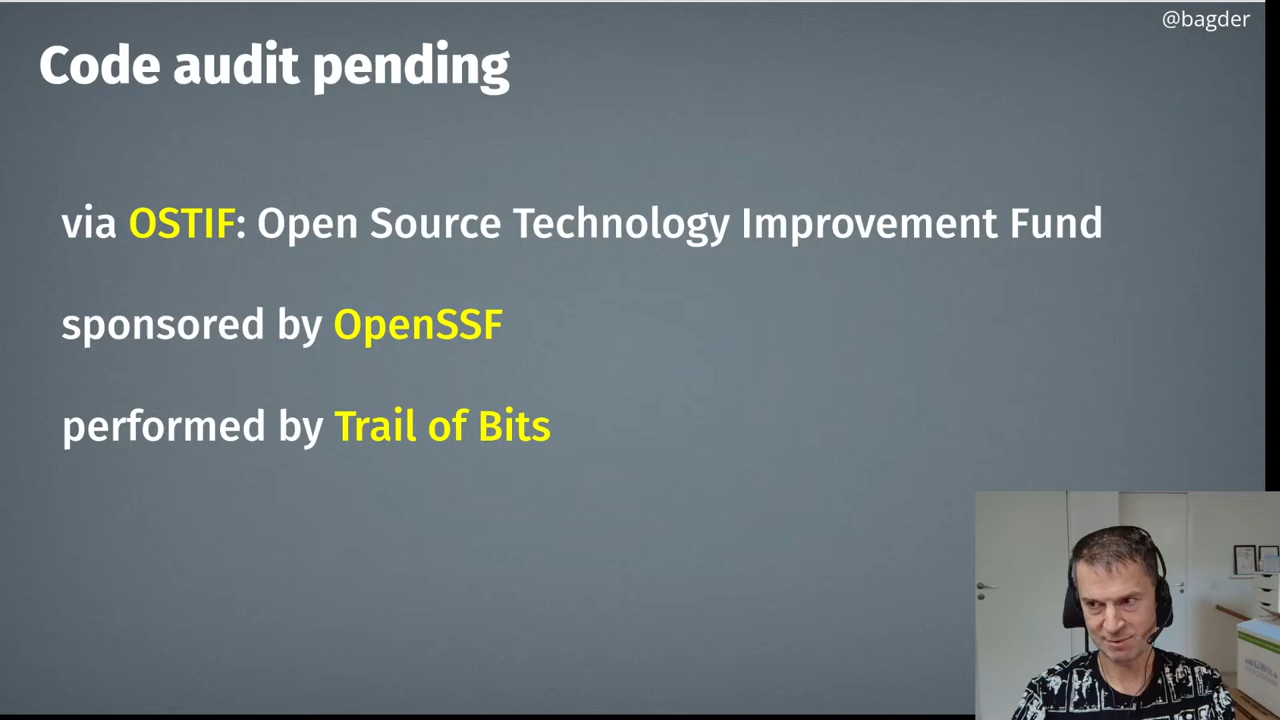 @bagder
Code audit pending
via OSTIF: Open Source Technology Improvement Fund
sponsored by OpenSSF
performed by Trail of Bits